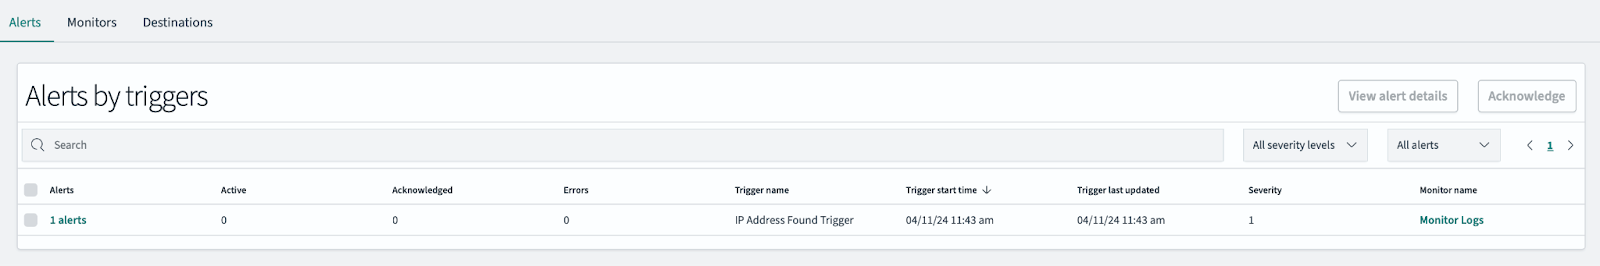 Alerts Monitors Destinations
Alerts by triggers View alert details Acknowledge
Search All severity levels All alerts 1
Alerts Active Acknowledged Errors Trigger name Trigger start time Trigger last updated Severity Monitor name
1 alerts 0 0 0 IP Address Found Trigger 04/11/24 11:43 am 04/11/24 11:43 am 1 Monitor Logs